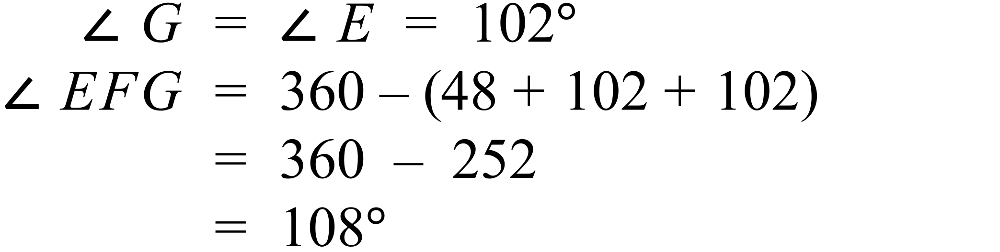 ∠ G = ∠ E = 102°
∠ EFG = 360 – (48 + 102 + 102)
= 360 – 252
= 108°